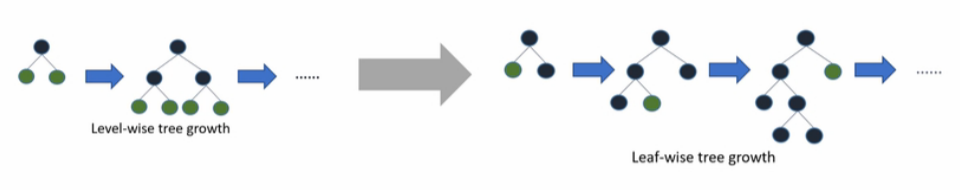 ......
......
Level-wise tree growth
Leaf-wise tree growth